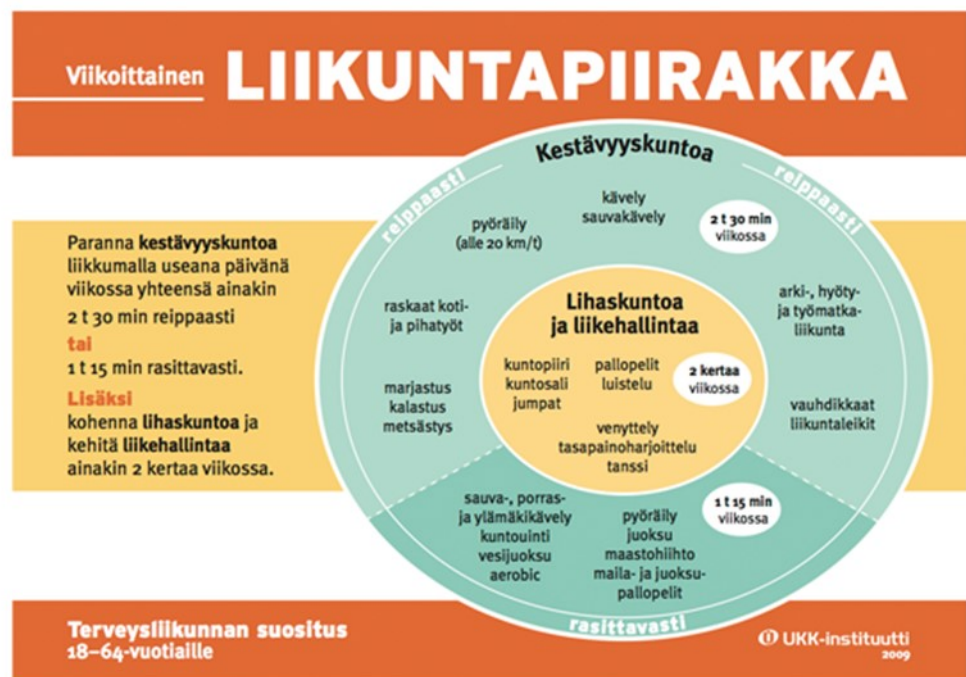 Viikoittainen LIIKUNTAPIIRAKKA
Paranna kestävyyskuntoa
liikkumalla useana päivänä
viikossa yhteensä ainakin
2 t 30 min reippaasti
tai
1 t 15 min rasittavasti.
Lisäksi
kohenna lihaskuntoa ja
kehitä liikehallintaa
ainakin 2 kertaa viikossa.
Kestävyyskuntoa
reippaasti
reippaasti
kävely
sauvakävely
2 t 30 min
viikossa
pyöräily
(alle 20 km/t)
raskaat koti-
ja pihatyöt
marjastus
kalastus
metsästys
arki-, hyöty-
ja työmatka-
liikunta
vauhdikkaat
liikuntaleikit
Lihaskuntoa
ja liikehallintaa
kuntopiiri
kuntosali
jumpat
pallopelit
luistelu
2 kertaa
viikossa
venyttely
tasapainoharjoittelu
tanssi
sauva-, porras-
ja ylämäkikävely
kuntouinti
vesijuoksu
aerobic
pyöräily
juoksu
maastohiihto
maila- ja juoksu-
pallopelit
1 t 15 min
viikossa
rasittavasti
Terveysliikunnan suositus
18–64-vuotiaille
UKK-instituutti
2009